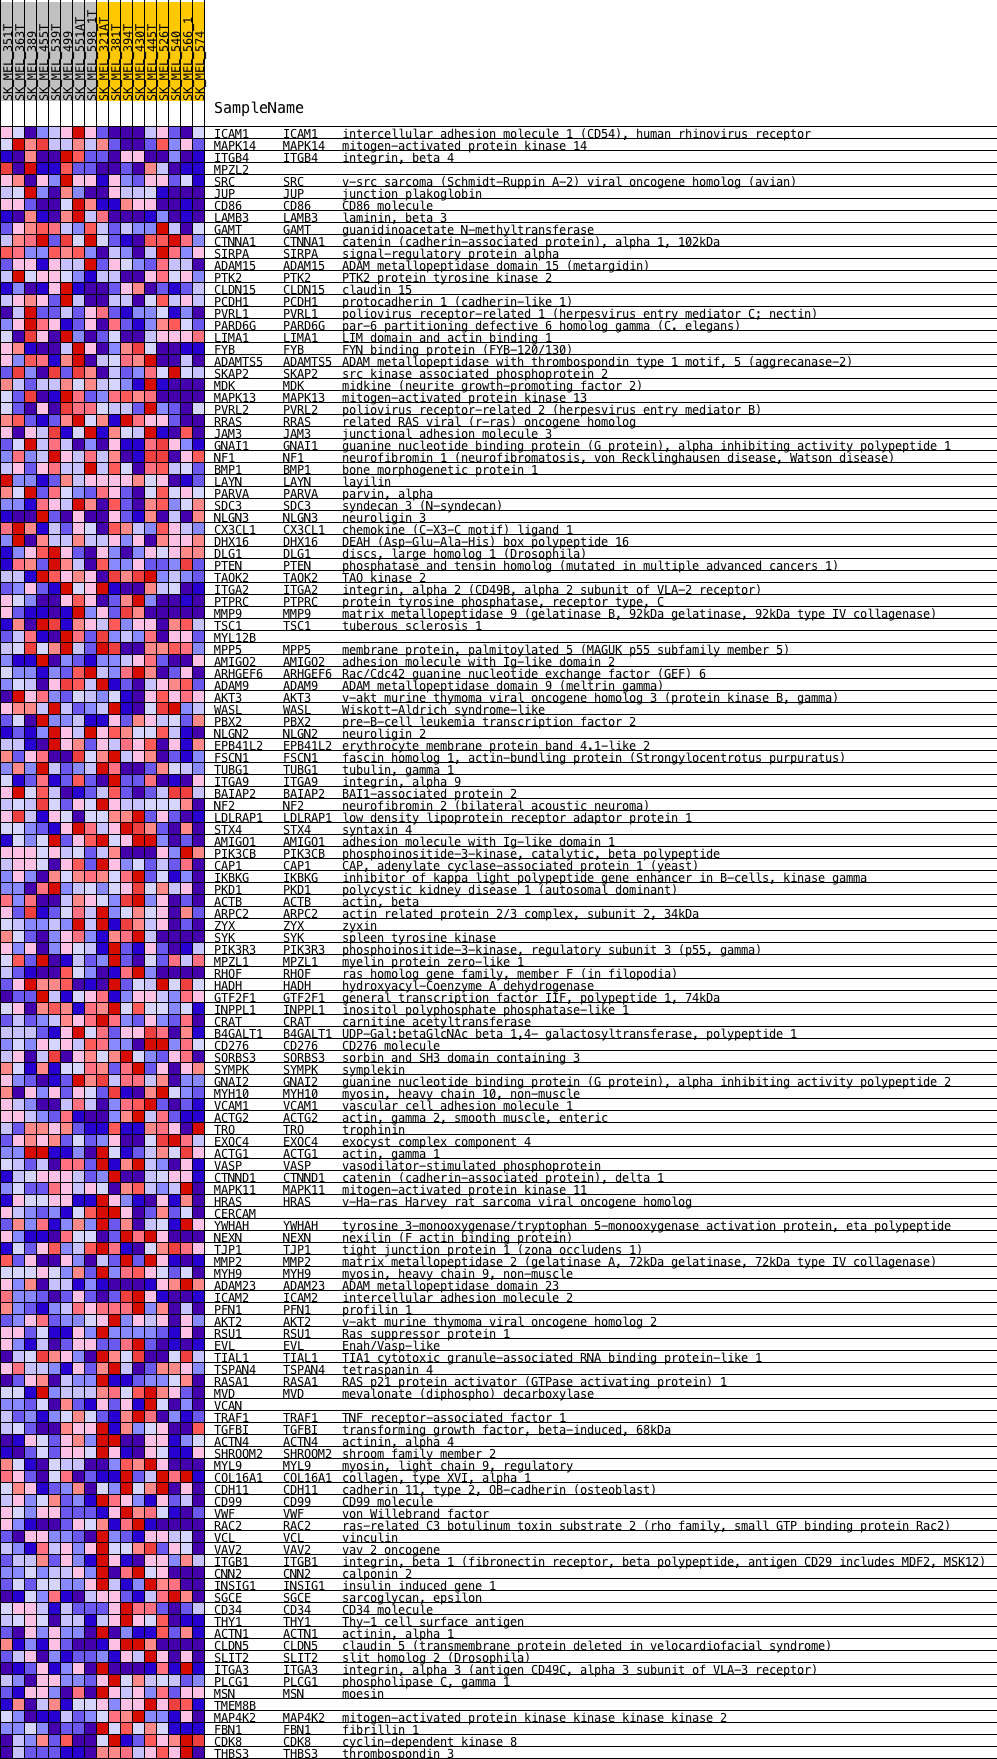 SK_MEL_351T
SK_MEL_363T
SK_MEL_389
SK_MEL_455T
SK_MEL_539T
SK_MEL_499
SK_MEL_551AT
SK_MEL_598_1T
SK_MEL_321AT
SK_MEL_381T
SK_MEL_394T
SK_MEL_430T
SK_MEL_445T
SK_MEL_526T
SK_MEL_540
SK_MEL_566_1
SK_MEL_574
SampleName
ICAM1 ICAM1 intercellular adhesion molecule 1 (CD54), human rhinovirus receptor
MAPK14 MAPK14 mitogen-activated protein kinase 14
ITGB4 ITGB4 integrin, beta 4
MPZL2
SRC SRC v-src sarcoma (Schmidt-Ruppin A-2) viral oncogene homolog (avian)
JUP JUP junction plakoglobin
CD86 CD86 CD86 molecule
LAMB3 LAMB3 laminin, beta 3
GAMT GAMT guanidinoacetate N-methyltransferase
CTNNA1 CTNNA1 catenin (cadherin-associated protein), alpha 1, 102kDa
SIRPA SIRPA signal-regulatory protein alpha
ADAM15 ADAM15 ADAM metallopeptidase domain 15 (metargidin)
PTK2 PTK2 PTK2 protein tyrosine kinase 2
CLDN15 CLDN15 claudin 15
PCDH1 PCDH1 protocadherin 1 (cadherin-like 1)
PVRL1 PVRL1 poliovirus receptor-related 1 (herpesvirus entry mediator C; nectin)
PARD6G PARD6G par-6 partitioning defective 6 homolog gamma (C. elegans)
LIMA1 LIMA1 LIM domain and actin binding 1
FYB FYB FYN binding protein (FYB-120/130)
ADAMTS5 ADAMTS5 ADAM metallopeptidase with thrombospondin type 1 motif, 5 (aggrecanase-2)
SKAP2 SKAP2 src kinase associated phosphoprotein 2
MDK MDK midkine (neurite growth-promoting factor 2)
MAPK13 MAPK13 mitogen-activated protein kinase 13
PVRL2 PVRL2 poliovirus receptor-related 2 (herpesvirus entry mediator B)
RRAS RRAS related RAS viral (r-ras) oncogene homolog
JAM3 JAM3 junctional adhesion molecule 3
GNAI1 GNAI1 guanine nucleotide binding protein (G protein), alpha inhibiting activity polypeptide 1
NF1 NF1 neurofibromin 1 (neurofibromatosis, von Recklinghausen disease, Watson disease)
BMP1 BMP1 bone morphogenetic protein 1
LAYN LAYN layilin
PARVA PARVA parvin, alpha
SDC3 SDC3 syndecan 3 (N-syndecan)
NLGN3 NLGN3 neuroligin 3
CX3CL1 CX3CL1 chemokine (C-X3-C motif) ligand 1
DHX16 DHX16 DEAH (Asp-Glu-Ala-His) box polypeptide 16
DLG1 DLG1 discs, large homolog 1 (Drosophila)
PTEN PTEN phosphatase and tensin homolog (mutated in multiple advanced cancers 1)
TAOK2 TAOK2 TAO kinase 2
ITGA2 ITGA2 integrin, alpha 2 (CD49B, alpha 2 subunit of VLA-2 receptor)
PTPRC PTPRC protein tyrosine phosphatase, receptor type, C
MMP9 MMP9 matrix metallopeptidase 9 (gelatinase B, 92kDa gelatinase, 92kDa type IV collagenase)
TSC1 TSC1 tuberous sclerosis 1
MYL12B
MPP5 MPP5 membrane protein, palmitoylated 5 (MAGUK p55 subfamily member 5)
AMIGO2 AMIGO2 adhesion molecule with Ig-like domain 2
ARHGEF6 ARHGEF6 Rac/Cdc42 guanine nucleotide exchange factor (GEF) 6
ADAM9 ADAM9 ADAM metallopeptidase domain 9 (meltrin gamma)
AKT3 AKT3 v-akt murine thymoma viral oncogene homolog 3 (protein kinase B, gamma)
WASL WASL Wiskott-Aldrich syndrome-like
PBX2 PBX2 pre-B-cell leukemia transcription factor 2
NLGN2 NLGN2 neuroligin 2
EPB41L2 EPB41L2 erythrocyte membrane protein band 4.1-like 2
FSCN1 FSCN1 fascin homolog 1, actin-bundling protein (Strongylocentrotus purpuratus)
TUBG1 TUBG1 tubulin, gamma 1
ITGA9 ITGA9 integrin, alpha 9
BAIAP2 BAIAP2 BAI1-associated protein 2
NF2 NF2 neurofibromin 2 (bilateral acoustic neuroma)
LDLRAP1 LDLRAP1 low density lipoprotein receptor adaptor protein 1
STX4 STX4 syntaxin 4
AMIGO1 AMIGO1 adhesion molecule with Ig-like domain 1
PIK3CB PIK3CB phosphoinositide-3-kinase, catalytic, beta polypeptide
CAP1 CAP1 CAP, adenylate cyclase-associated protein 1 (yeast)
IKBKG IKBKG inhibitor of kappa light polypeptide gene enhancer in B-cells, kinase gamma
PKD1 PKD1 polycystic kidney disease 1 (autosomal dominant)
ACTB ACTB actin, beta
ARPC2 ARPC2 actin related protein 2/3 complex, subunit 2, 34kDa
ZYX ZYX zyxin
SYK SYK spleen tyrosine kinase
PIK3R3 PIK3R3 phosphoinositide-3-kinase, regulatory subunit 3 (p55, gamma)
MPZL1 MPZL1 myelin protein zero-like 1
RHOF RHOF ras homolog gene family, member F (in filopodia)
HADH HADH hydroxyacyl-Coenzyme A dehydrogenase
GTF2F1 GTF2F1 general transcription factor IIF, polypeptide 1, 74kDa
INPPL1 INPPL1 inositol polyphosphate phosphatase-like 1
CRAT CRAT carnitine acetyltransferase
B4GALT1 B4GALT1 UDP-Gal:betaGlcNAc beta 1,4- galactosyltransferase, polypeptide 1
CD276 CD276 CD276 molecule
SORBS3 SORBS3 sorbin and SH3 domain containing 3
SYMPK SYMPK symplekin
GNAI2 GNAI2 guanine nucleotide binding protein (G protein), alpha inhibiting activity polypeptide 2
MYH10 MYH10 myosin, heavy chain 10, non-muscle
VCAM1 VCAM1 vascular cell adhesion molecule 1
ACTG2 ACTG2 actin, gamma 2, smooth muscle, enteric
TRO TRO trophinin
EXOC4 EXOC4 exocyst complex component 4
ACTG1 ACTG1 actin, gamma 1
VASP VASP vasodilator-stimulated phosphoprotein
CTNND1 CTNND1 catenin (cadherin-associated protein), delta 1
MAPK11 MAPK11 mitogen-activated protein kinase 11
HRAS HRAS v-Ha-ras Harvey rat sarcoma viral oncogene homolog
CERCAM
YWHAH YWHAH tyrosine 3-monooxygenase/tryptophan 5-monooxygenase activation protein, eta polypeptide
NEXN NEXN nexilin (F actin binding protein)
TJP1 TJP1 tight junction protein 1 (zona occludens 1)
MMP2 MMP2 matrix metallopeptidase 2 (gelatinase A, 72kDa gelatinase, 72kDa type IV collagenase)
MYH9 MYH9 myosin, heavy chain 9, non-muscle
ADAM23 ADAM23 ADAM metallopeptidase domain 23
ICAM2 ICAM2 intercellular adhesion molecule 2
PFN1 PFN1 profilin 1
AKT2 AKT2 v-akt murine thymoma viral oncogene homolog 2
RSU1 RSU1 Ras suppressor protein 1
EVL EVL Enah/Vasp-like
TIAL1 TIAL1 TIA1 cytotoxic granule-associated RNA binding protein-like 1
TSPAN4 TSPAN4 tetraspanin 4
RASA1 RASA1 RAS p21 protein activator (GTPase activating protein) 1
MVD MVD mevalonate (diphospho) decarboxylase
VCAN
TRAF1 TRAF1 TNF receptor-associated factor 1
TGFBI TGFBI transforming growth factor, beta-induced, 68kDa
ACTN4 ACTN4 actinin, alpha 4
SHROOM2 SHROOM2 shroom family member 2
MYL9 MYL9 myosin, light chain 9, regulatory
COL16A1 COL16A1 collagen, type XVI, alpha 1
CDH11 CDH11 cadherin 11, type 2, OB-cadherin (osteoblast)
CD99 CD99 CD99 molecule
VWF VWF von Willebrand factor
RAC2 RAC2 ras-related C3 botulinum toxin substrate 2 (rho family, small GTP binding protein Rac2)
VCL VCL vinculin
VAV2 VAV2 vav 2 oncogene
ITGB1 ITGB1 integrin, beta 1 (fibronectin receptor, beta polypeptide, antigen CD29 includes MDF2, MSK12)
CNN2 CNN2 calponin 2
INSIG1 INSIG1 insulin induced gene 1
SGCE SGCE sarcoglycan, epsilon
CD34 CD34 CD34 molecule
THY1 THY1 Thy-1 cell surface antigen
ACTN1 ACTN1 actinin, alpha 1
CLDN5 CLDN5 claudin 5 (transmembrane protein deleted in velocardiofacial syndrome)
SLIT2 SLIT2 slit homolog 2 (Drosophila)
ITGA3 ITGA3 integrin, alpha 3 (antigen CD49C, alpha 3 subunit of VLA-3 receptor)
PLCG1 PLCG1 phospholipase C, gamma 1
MSN MSN moesin
TMEM8B
MAP4K2 MAP4K2 mitogen-activated protein kinase kinase kinase kinase 2
FBN1 FBN1 fibrillin 1
CDK8 CDK8 cyclin-dependent kinase 8
THBS3 THBS3 thrombospondin 3